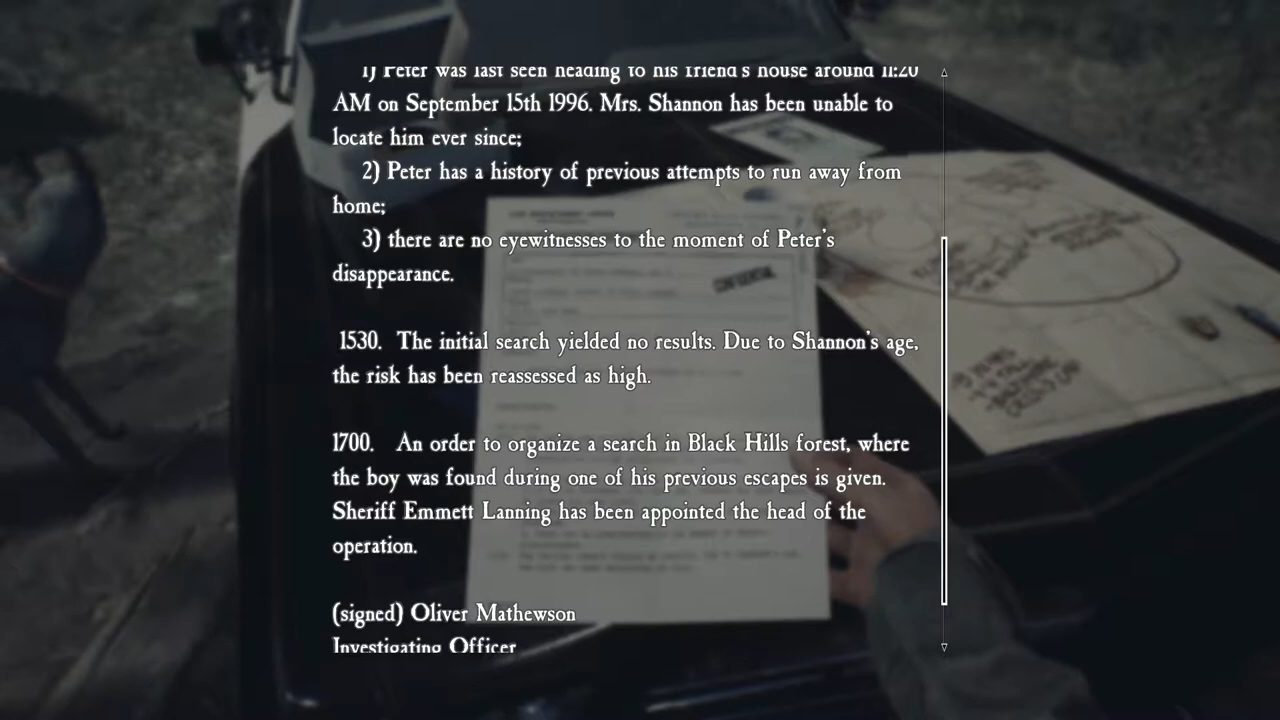 1) Peter was last seen heading to his friend's house around 11:20
AM on September 15th 1996. Mrs. Shannon has been unable to
locate him ever since;
2) Peter has a history of previous attempts to run away from
home;
3) there are no eyewitnesses to the moment of Peter's
disappearance.
CONFIDENTIAL
1530. The initial search yielded no results. Due to Shannon's age,
the risk has been reassessed as high.
1700. An order to organize a search in Black Hills forest, where
the boy was found during one of his previous escapes is given.
Sheriff Emmett Lanning has been appointed the head of the
operation.
(signed) Oliver Mathewson
Investigating Officer